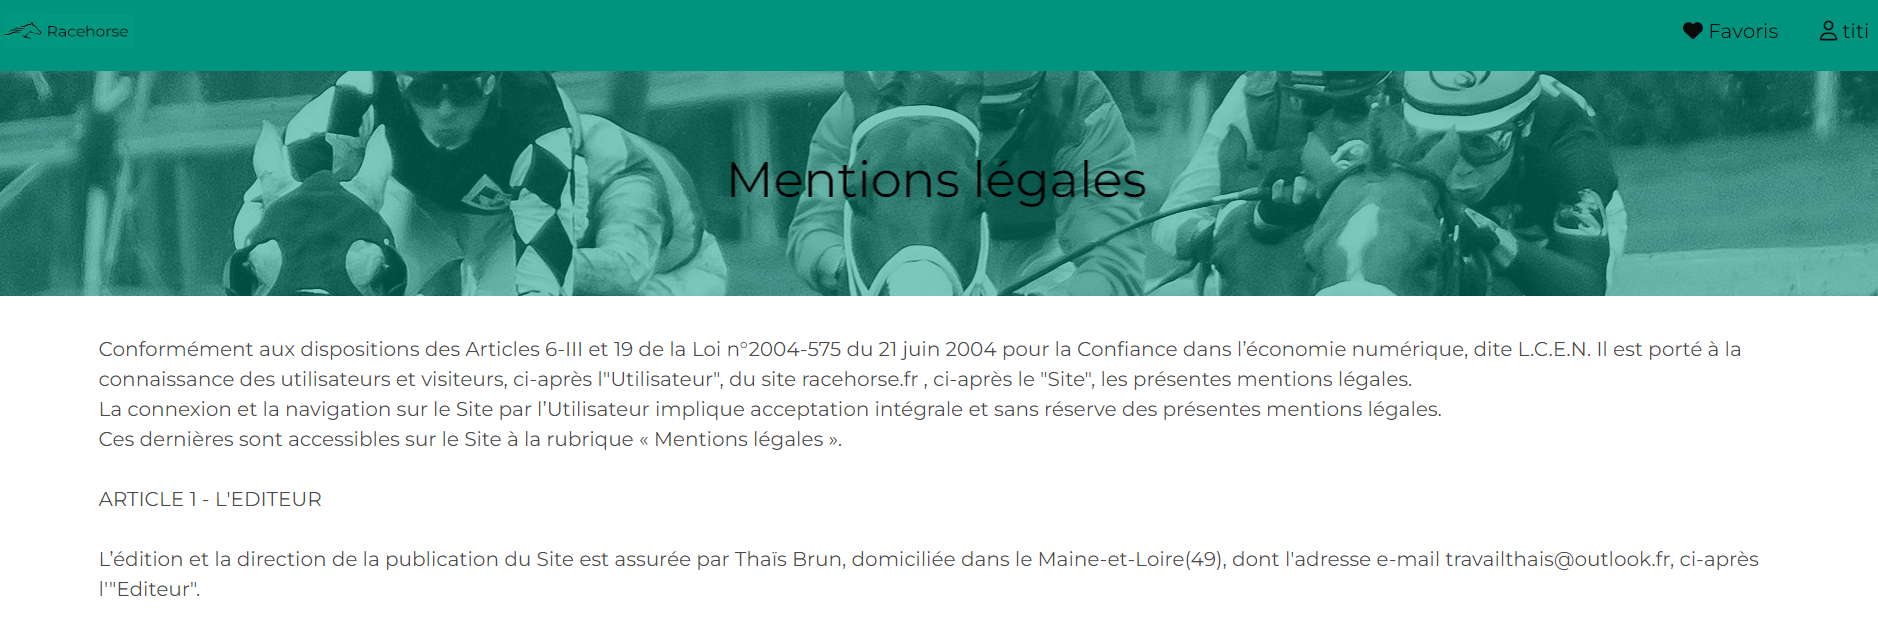 Racehorse
Favoris
titi
Mentions légales
Conformément aux dispositions des Articles 6-III et 19 de la Loi n°2004-575 du 21 juin 2004 pour la Confiance dans l’économie numérique, dite L.C.E.N. Il est porté à la
connaissance des utilisateurs et visiteurs, ci-après l"Utilisateur", du site racehorse.fr , ci-après le "Site", les présentes mentions légales.
La connexion et la navigation sur le Site par l’Utilisateur implique acceptation intégrale et sans réserve des présentes mentions légales.
Ces dernières sont accessibles sur le Site à la rubrique « Mentions légales ».
ARTICLE 1 - L'EDITEUR
L’édition et la direction de la publication du Site est assurée par Thaïs Brun, domiciliée dans le Maine-et-Loire(49), dont l'adresse e-mail travailthais@outlook.fr, ci-après
l'"Editeur".